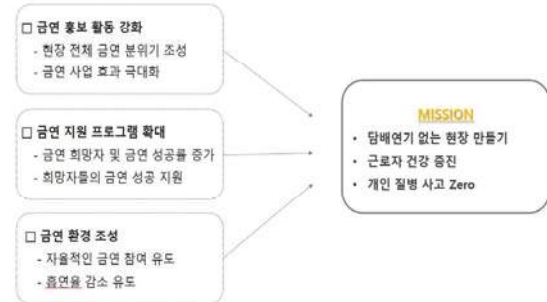 □ 금연 홍보 활동 강화
- 현장 전체 금연 분위기 조성
- 금연 사업 효과 극대화
□ 금연 지원 프로그램 확대
- 금연 희망자 및 금연 성공률 증가
- 희망자들의 금연 성공 지원
□ 금연 환경 조성
- 자율적인 금연 참여 유도
- 흡연율 감소 유도
MISSION
• 담배연기 없는 현장 만들기
• 근로자 건강 증진
• 개인 질병 사고 Zero